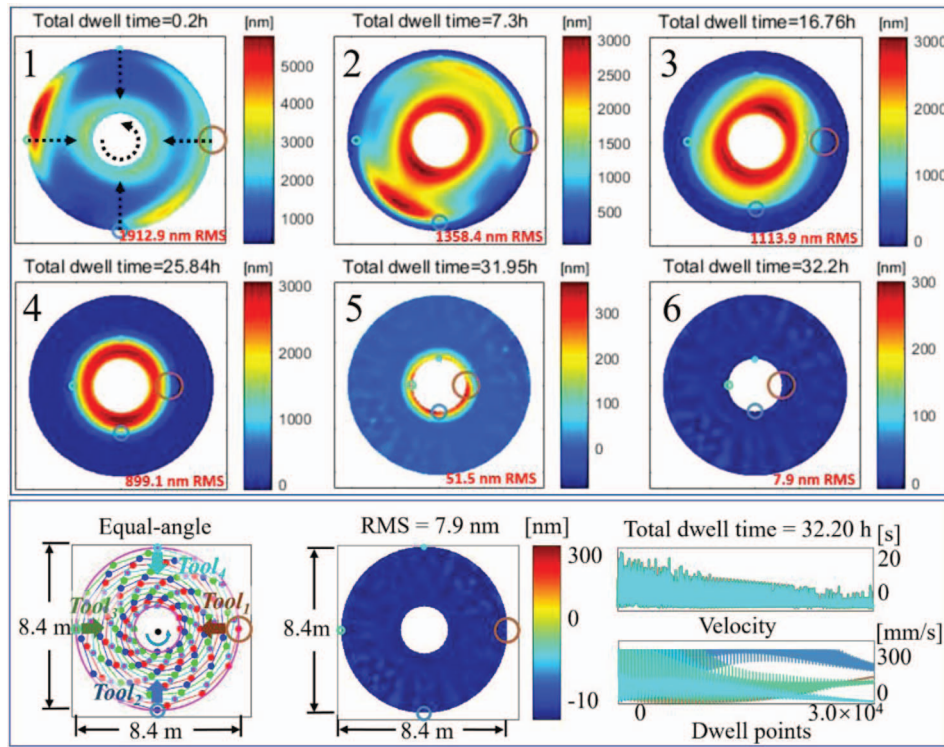 Total dwell time=0.2h [nm]
1
5000
4000
3000
2000
1000
1912.9 nm RMS
Total dwell time=7.3h [nm]
2
3000
2500
2000
1500
1000
500
1358.4 nm RMS
Total dwell time=16.76h [nm]
3
3000
2000
1000
0
1113.9 nm RMS
Total dwell time=25.84h [nm]
4
3000
2000
1000
0
899.1 nm RMS
Total dwell time=31.95h [nm]
5
300
200
100
0
51.5 nm RMS
Total dwell time=32.2h [nm]
6
300
200
100
0
7.9 nm RMS
Equal-angle
Tool4
Tool3
Tool1
Tool2
8.4 m
8.4 m
RMS = 7.9 nm [nm]
300
0
-10
8.4m
8.4 m
Total dwell time = 32.20 h [s]
20
0
Velocity [mm/s]
300
0
0 3.0×10⁴
Dwell points